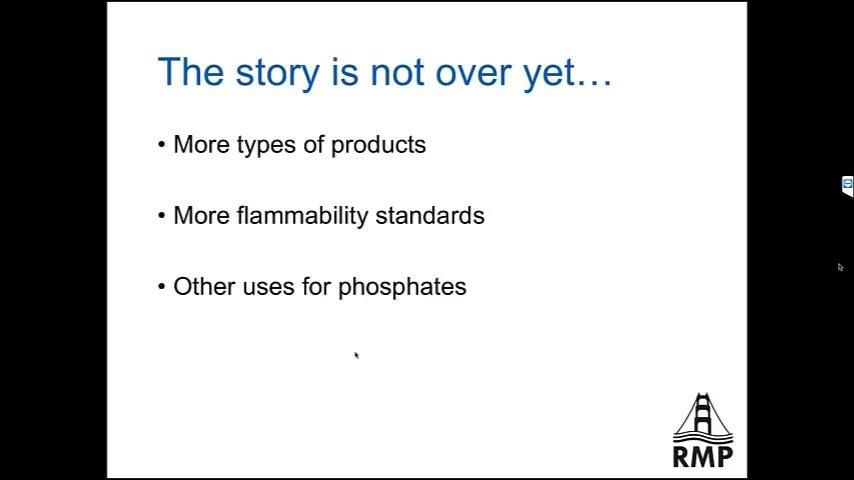 The story is not over yet…
• More types of products
• More flammability standards
• Other uses for phosphates
RMP